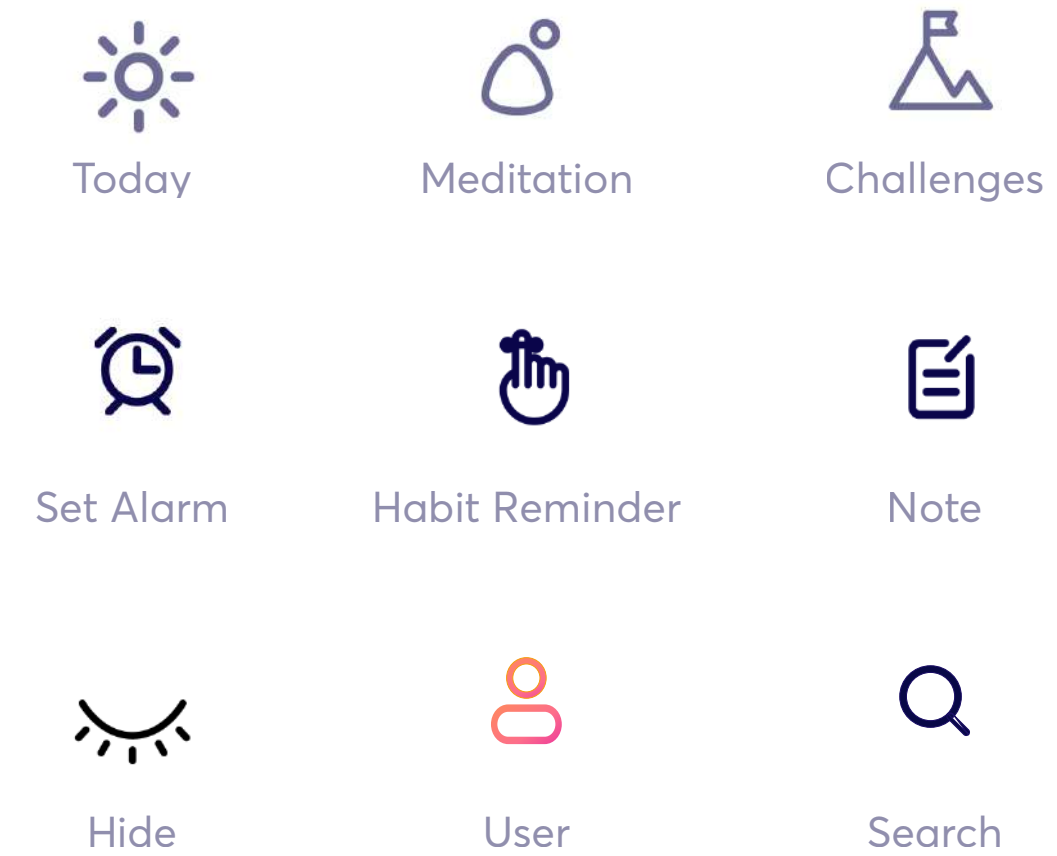 Today
Meditation
Challenges
Set Alarm
Habit Reminder
Note
Hide
User
Search